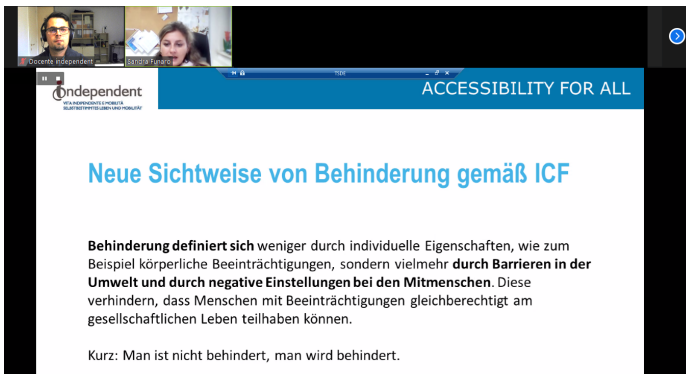 Docente independent
Sandra Funaro
independent
VITA INDIPENDENTE E MOBILITÀ
SELBSTBESTIMMTES LEBEN UND MOBILITÄT
ACCESSIBILITY FOR ALL
Neue Sichtweise von Behinderung gemäß ICF
Behinderung definiert sich weniger durch individuelle Eigenschaften, wie zum
Beispiel körperliche Beeinträchtigungen, sondern vielmehr durch Barrieren in der
Umwelt und durch negative Einstellungen bei den Mitmenschen. Diese
verhindern, dass Menschen mit Beeinträchtigungen gleichberechtigt am
gesellschaftlichen Leben teilhaben können.
Kurz: Man ist nicht behindert, man wird behindert.